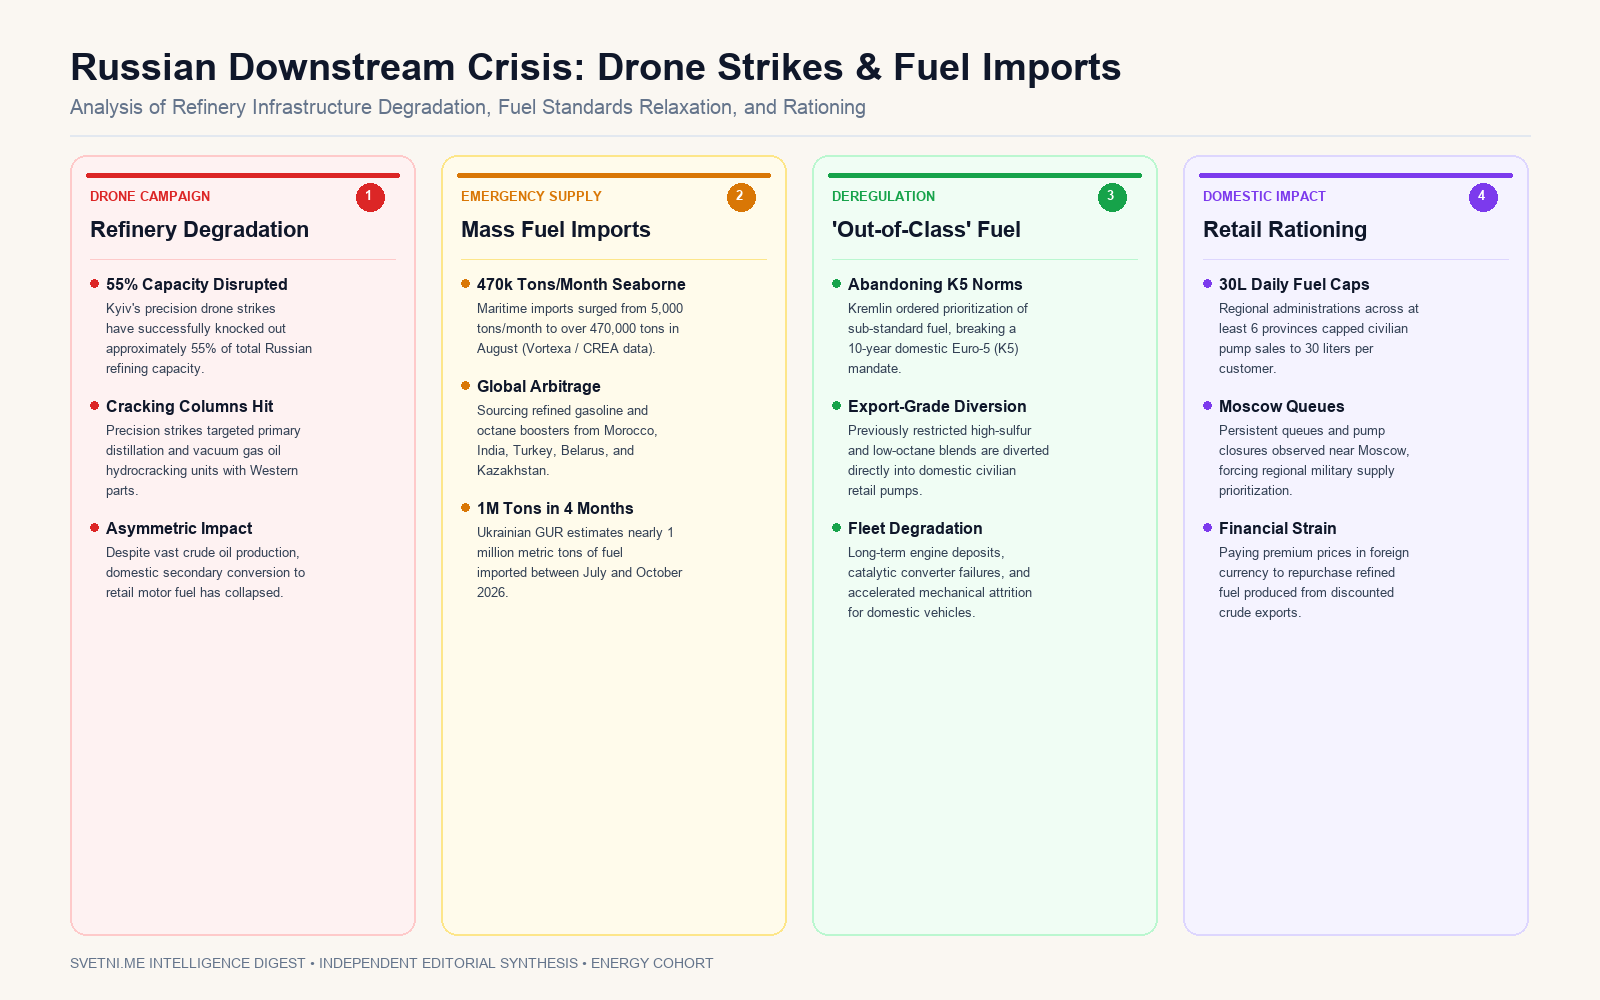 Russian Downstream Crisis: Drone Strikes & Fuel Imports
Analysis of Refinery Infrastructure Degradation, Fuel Standards Relaxation, and Rationing
DRONE CAMPAIGN
1
Refinery Degradation
55% Capacity Disrupted
Kyiv's precision drone strikes
have successfully knocked out
approximately 55% of total Russian
refining capacity.
Cracking Columns Hit
Precision strikes targeted primary
distillation and vacuum gas oil
hydrocracking units with Western
parts.
Asymmetric Impact
Despite vast crude oil production,
domestic secondary conversion to
retail motor fuel has collapsed.
EMERGENCY SUPPLY
2
Mass Fuel Imports
470k Tons/Month Seaborne
Maritime imports surged from 5,000
tons/month to over 470,000 tons in
August (Vortexa / CREA data).
Global Arbitrage
Sourcing refined gasoline and
octane boosters from Morocco,
India, Turkey, Belarus, and
Kazakhstan.
1M Tons in 4 Months
Ukrainian GUR estimates nearly 1
million metric tons of fuel
imported between July and October
2026.
DEREGULATION
3
'Out-of-Class' Fuel
Abandoning K5 Norms
Kremlin ordered prioritization of
sub-standard fuel, breaking a
10-year domestic Euro-5 (K5)
mandate.
Export-Grade Diversion
Previously restricted high-sulfur
and low-octane blends are diverted
directly into domestic civilian
retail pumps.
Fleet Degradation
Long-term engine deposits,
catalytic converter failures, and
accelerated mechanical attrition
for domestic vehicles.
DOMESTIC IMPACT
4
Retail Rationing
30L Daily Fuel Caps
Regional administrations across at
least 6 provinces capped civilian
pump sales to 30 liters per
customer.
Moscow Queues
Persistent queues and pump
closures observed near Moscow,
forcing regional military supply
prioritization.
Financial Strain
Paying premium prices in foreign
currency to repurchase refined
fuel produced from discounted
crude exports.
SVETNI.ME INTELLIGENCE DIGEST • INDEPENDENT EDITORIAL SYNTHESIS • ENERGY COHORT